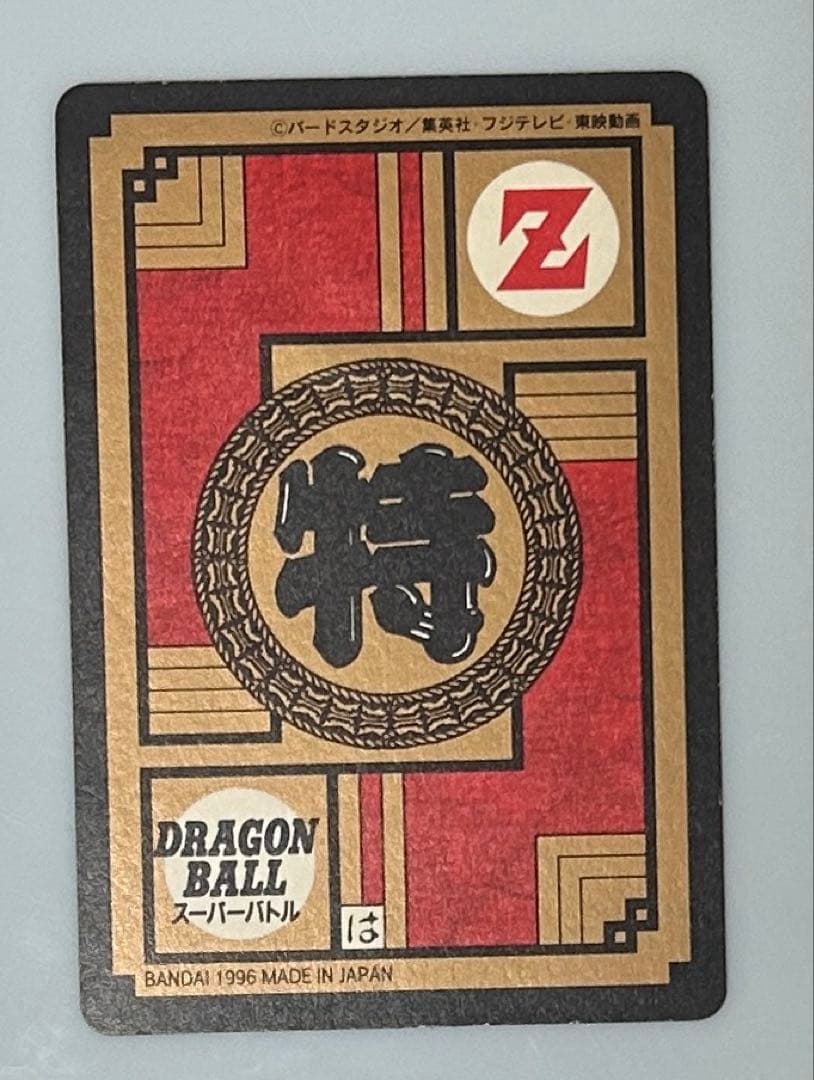 ©バードスタジオ／集英社・フジテレビ・東映動画
Z
特
DRAGON
BALL
スーパーバトル
は
BANDAI 1996 MADE IN JAPAN